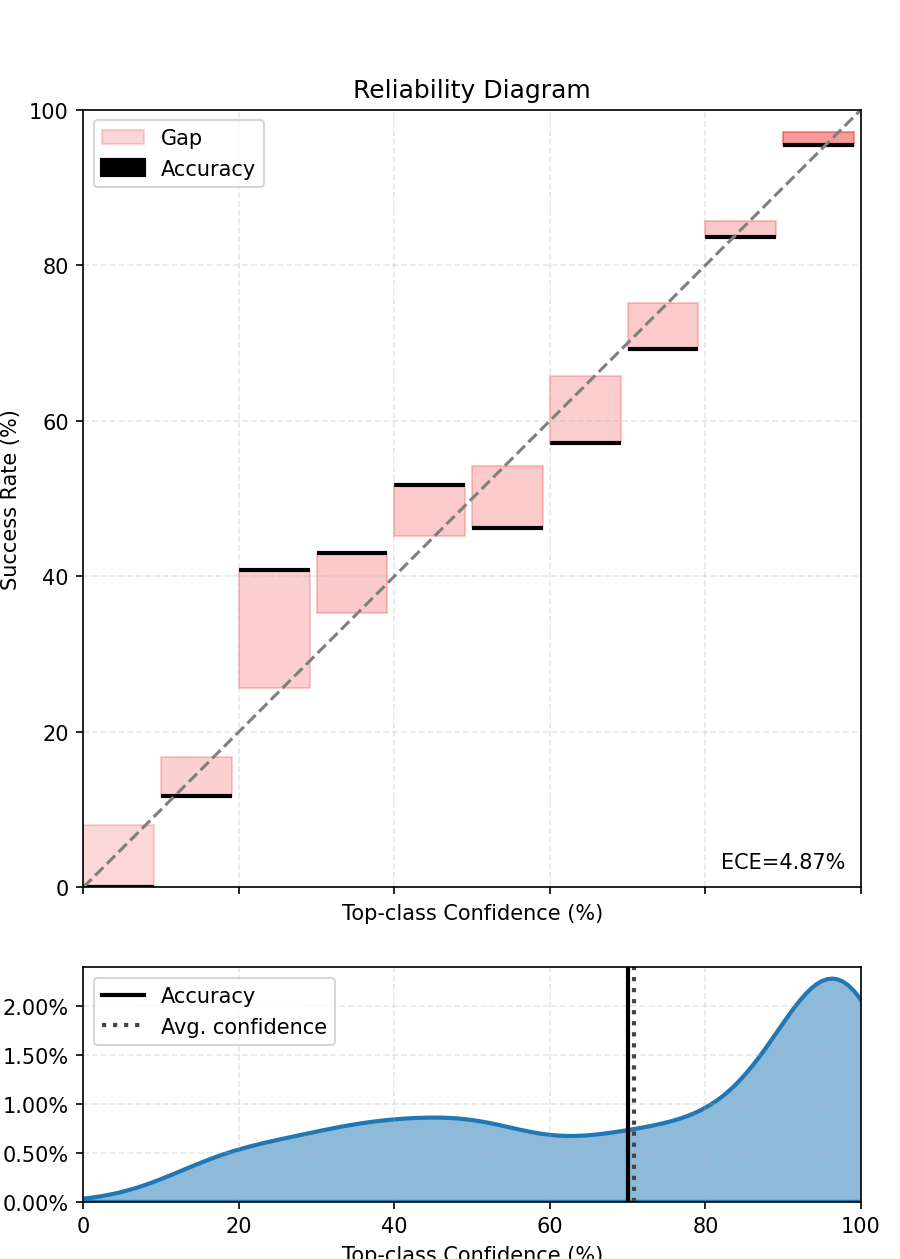 Reliability Diagram
100
80
60
40
20
0
Success Rate (%)
Gap
Accuracy
ECE=4.87%
Top-class Confidence (%)
2.00%
1.50%
1.00%
0.50%
0.00%
Accuracy
Avg. confidence
0 20 40 60 80 100
Top-class Confidence (%)